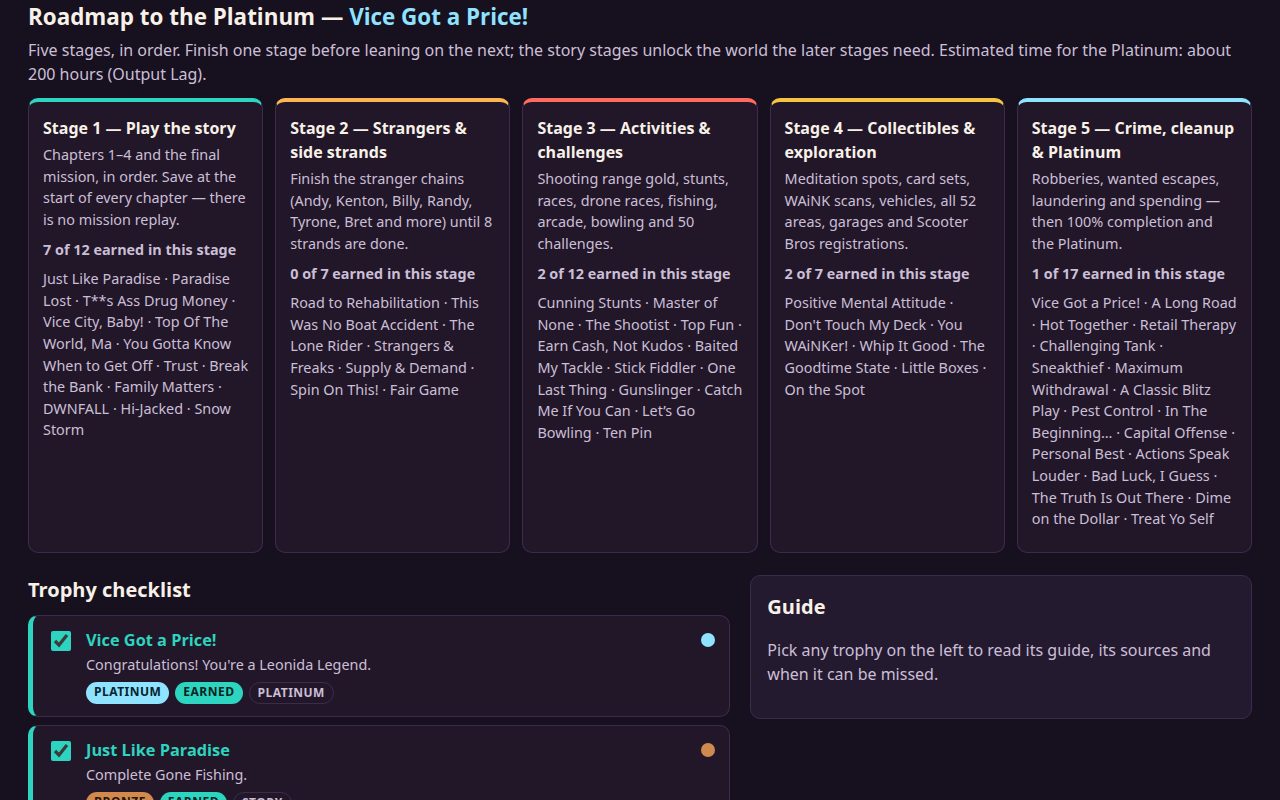 Roadmap to the Platinum — Vice Got a Price!
Five stages, in order. Finish one stage before leaning on the next; the story stages unlock the world the later stages need. Estimated time for the Platinum: about
200 hours (Output Lag).
Stage 1 — Play the story
Chapters 1–4 and the final
mission, in order. Save at the
start of every chapter — there
is no mission replay.
7 of 12 earned in this stage
Just Like Paradise · Paradise
Lost · T**s Ass Drug Money ·
Vice City, Baby! · Top Of The
World, Ma · You Gotta Know
When to Get Off · Trust · Break
the Bank · Family Matters ·
DWNFALL · Hi-Jacked · Snow
Storm
Stage 2 — Strangers &
side strands
Finish the stranger chains
(Andy, Kenton, Billy, Randy,
Tyrone, Bret and more) until 8
strands are done.
0 of 7 earned in this stage
Road to Rehabilitation · This
Was No Boat Accident · The
Lone Rider · Strangers &
Freaks · Supply & Demand ·
Spin On This! · Fair Game
Stage 3 — Activities &
challenges
Shooting range gold, stunts,
races, drone races, fishing,
arcade, bowling and 50
challenges.
2 of 12 earned in this stage
Cunning Stunts · Master of
None · The Shootist · Top Fun ·
Earn Cash, Not Kudos · Baited
My Tackle · Stick Fiddler · One
Last Thing · Gunslinger · Catch
Me If You Can · Let's Go
Bowling · Ten Pin
Stage 4 — Collectibles &
exploration
Meditation spots, card sets,
WAiNK scans, vehicles, all 52
areas, garages and Scooter
Bros registrations.
2 of 7 earned in this stage
Positive Mental Attitude ·
Don't Touch My Deck · You
WAiNKer! · Whip It Good · The
Goodtime State · Little Boxes ·
On the Spot
Stage 5 — Crime, cleanup
& Platinum
Robberies, wanted escapes,
laundering and spending —
then 100% completion and
the Platinum.
1 of 17 earned in this stage
Vice Got a Price! · A Long Road
· Hot Together · Retail Therapy
· Challenging Tank ·
Sneakthief · Maximum
Withdrawal · A Classic Blitz
Play · Pest Control · In The
Beginning... · Capital Offense ·
Personal Best · Actions Speak
Louder · Bad Luck, I Guess ·
The Truth Is Out There · Dime
on the Dollar · Treat Yo Self
Trophy checklist
Vice Got a Price!
Congratulations! You're a Leonida Legend.
PLATINUM EARNED PLATINUM
Just Like Paradise
Complete Gone Fishing.
BRONZE EARNED STORY
Guide
Pick any trophy on the left to read its guide, its sources and
when it can be missed.